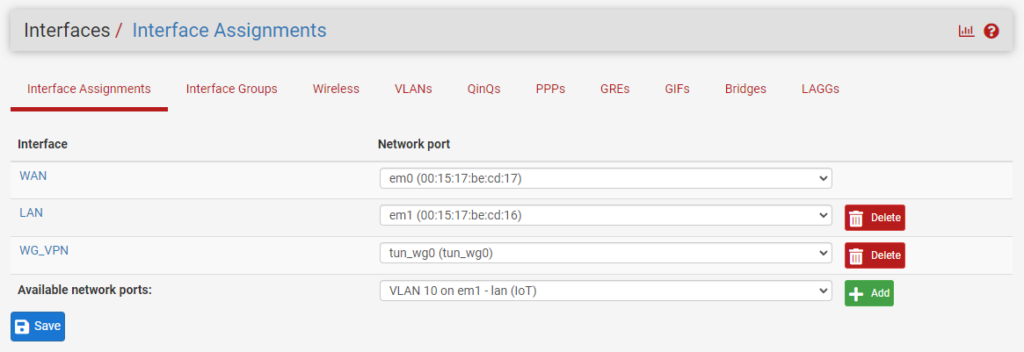 Interfaces / Interface Assignments
Interface Assignments Interface Groups Wireless VLANs QinQs PPPs GREs GIFs Bridges LAGGs
Interface Network port
WAN em0 (00:15:17:be:cd:17)
LAN em1 (00:15:17:be:cd:16) Delete
WG_VPN tun_wg0 (tun_wg0) Delete
Available network ports: VLAN 10 on em1 - lan (IoT) Add
Save